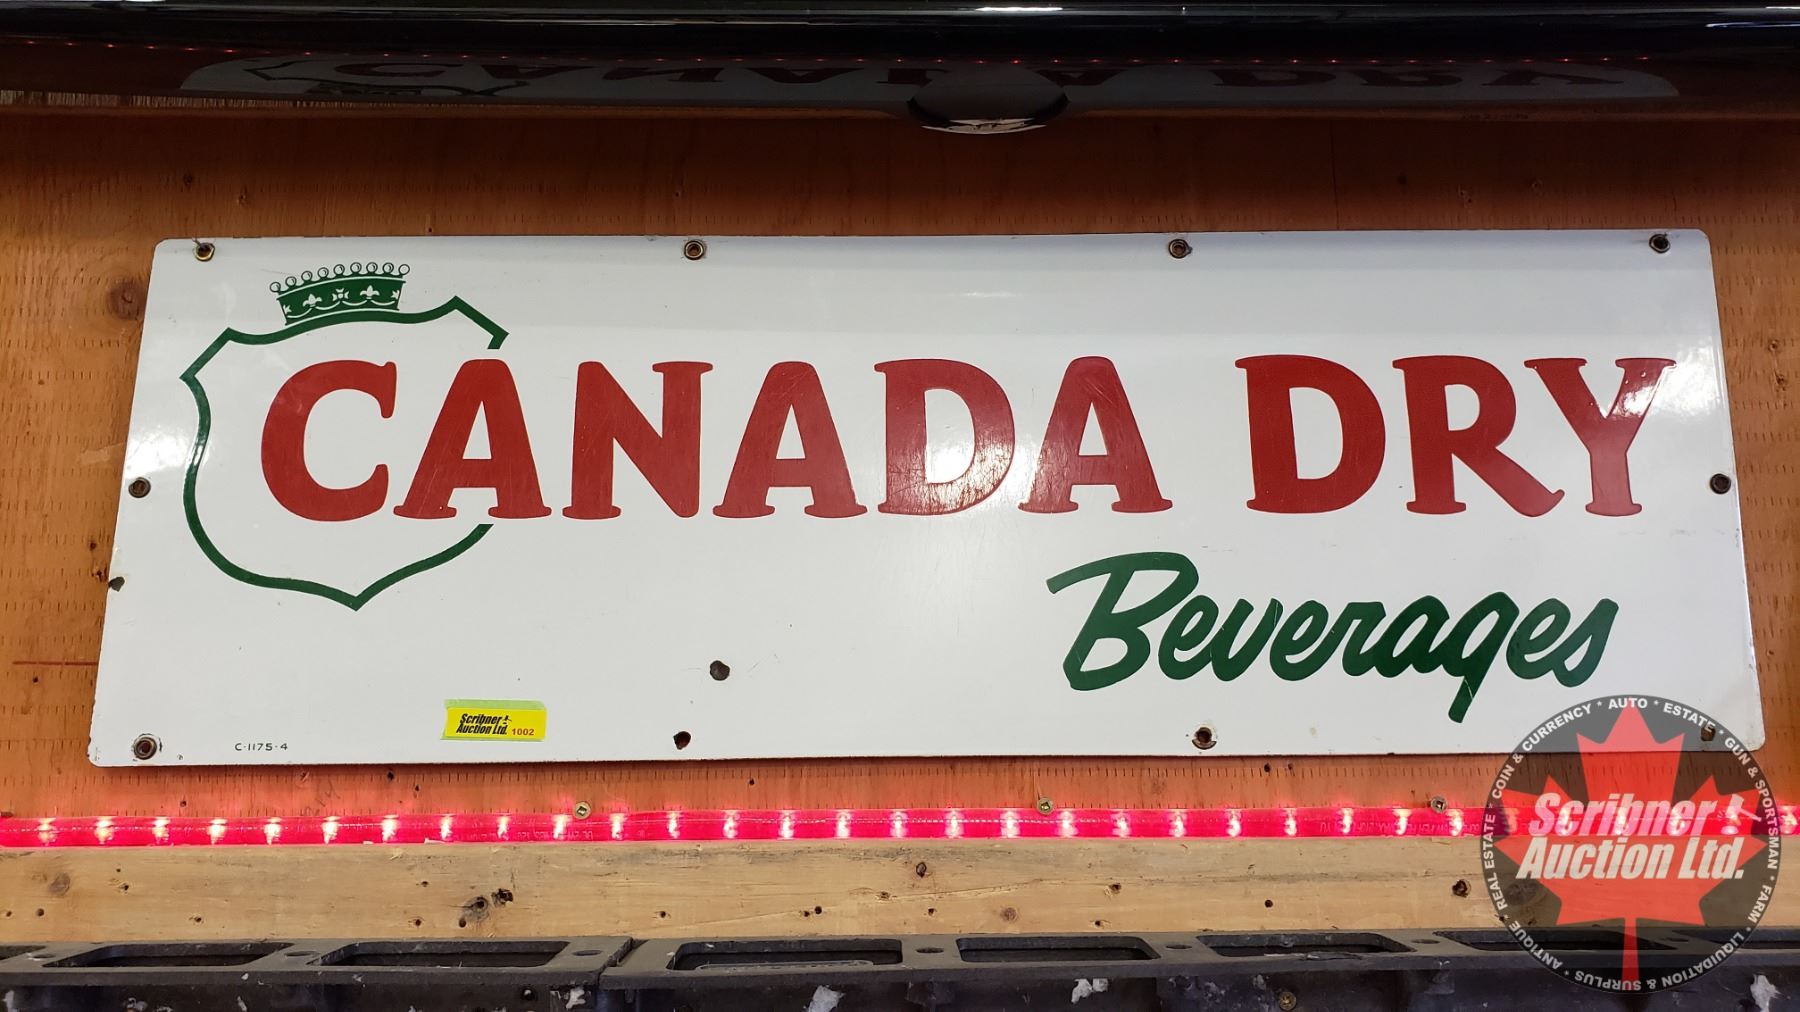 CANADA DRY
Beverages
C-1175-4
Scribner
Auction Ltd. 1002
Scribner
Auction Ltd.
COIN & CURRENCY * AUTO * ESTATE * GUN & SPORTSMAN * FARM * LIQUIDATION & SURPLUS * ANTIQUE * REAL ESTATE *